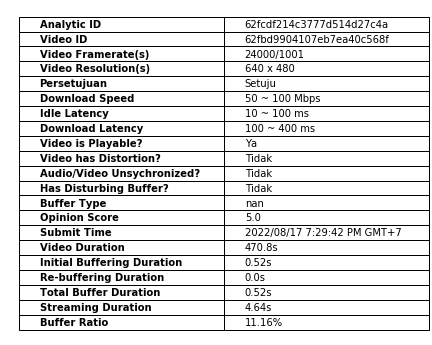 Analytic ID 62fcdf214c3777d514d27c4a
Video ID 62fbd9904107eb7ea40c568f
Video Framerate(s) 24000/1001
Video Resolution(s) 640 x 480
Persetujuan Setuju
Download Speed 50 ~ 100 Mbps
Idle Latency 10 ~ 100 ms
Download Latency 100 ~ 400 ms
Video is Playable? Ya
Video has Distortion? Tidak
Audio/Video Unsychronized? Tidak
Has Disturbing Buffer? Tidak
Buffer Type nan
Opinion Score 5.0
Submit Time 2022/08/17 7:29:42 PM GMT+7
Video Duration 470.8s
Initial Buffering Duration 0.52s
Re-buffering Duration 0.0s
Total Buffer Duration 0.52s
Streaming Duration 4.64s
Buffer Ratio 11.16%